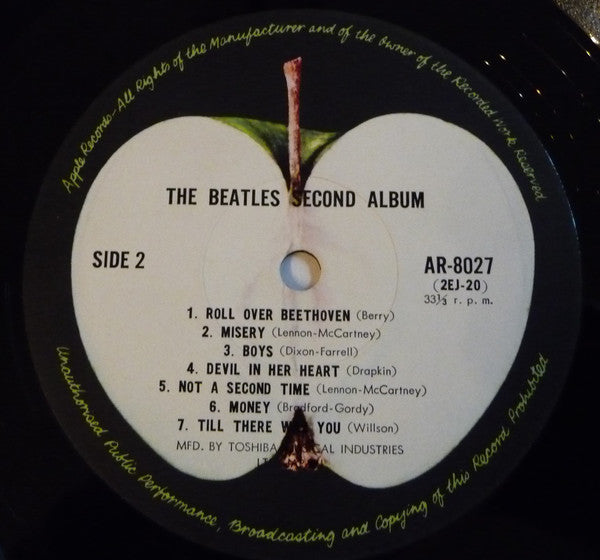 Apple Records-All Rights of the Manufacturer and of the Owner of the Recorded Work Reserved
THE BEATLES SECOND ALBUM
SIDE 2
AR-8027
(2EJ-20)
33⅓ r. p. m.
1. ROLL OVER BEETHOVEN (Berry)
2. MISERY (Lennon-McCartney)
3. BOYS (Dixon-Farrell)
4. DEVIL IN HER HEART (Drapkin)
5. NOT A SECOND TIME (Lennon-McCartney)
6. MONEY (Bradford-Gordy)
7. TILL THERE WAS YOU (Willson)
MFD. BY TOSHIBA MUSICAL INDUSTRIES
Unauthorised Public Performance, Broadcasting and Copying of this Record Prohibited